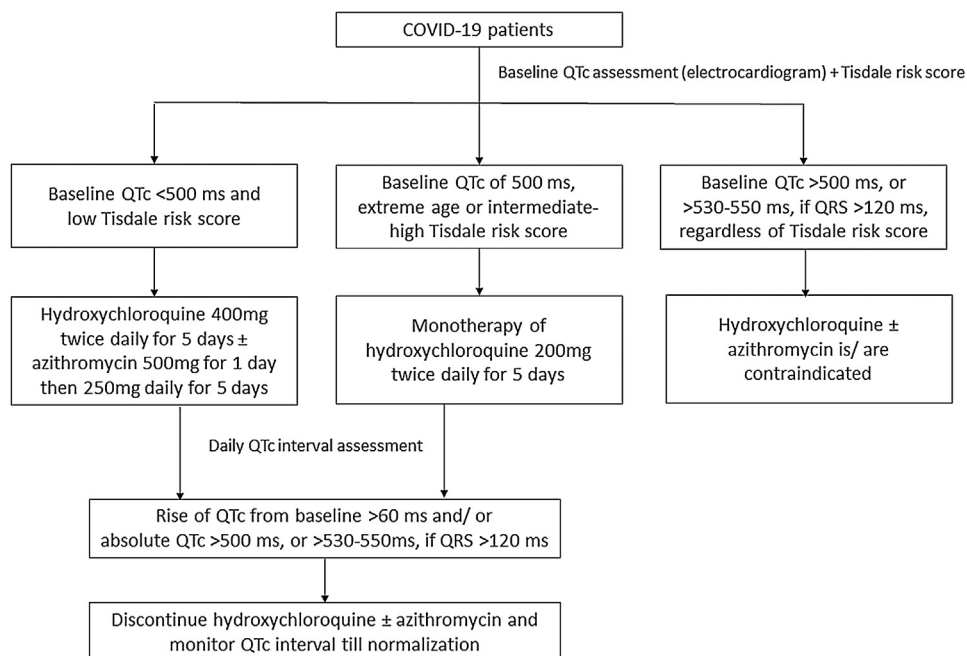 COVID-19 patients
Baseline QTc assessment (electrocardiogram) + Tisdale risk score
Baseline QTc <500 ms and
low Tisdale risk score
Baseline QTc of 500 ms,
extreme age or intermediate-
high Tisdale risk score
Baseline QTc >500 ms, or
>530-550 ms, if QRS >120 ms,
regardless of Tisdale risk score
Hydroxychloroquine 400mg
twice daily for 5 days ±
azithromycin 500mg for 1 day
then 250mg daily for 5 days
Monotherapy of
hydroxychloroquine 200mg
twice daily for 5 days
Hydroxychloroquine ±
azithromycin is/ are
contraindicated
Daily QTc interval assessment
Rise of QTc from baseline >60 ms and/ or
absolute QTc >500 ms, or >530-550ms, if QRS >120 ms
Discontinue hydroxychloroquine ± azithromycin and
monitor QTc interval till normalization